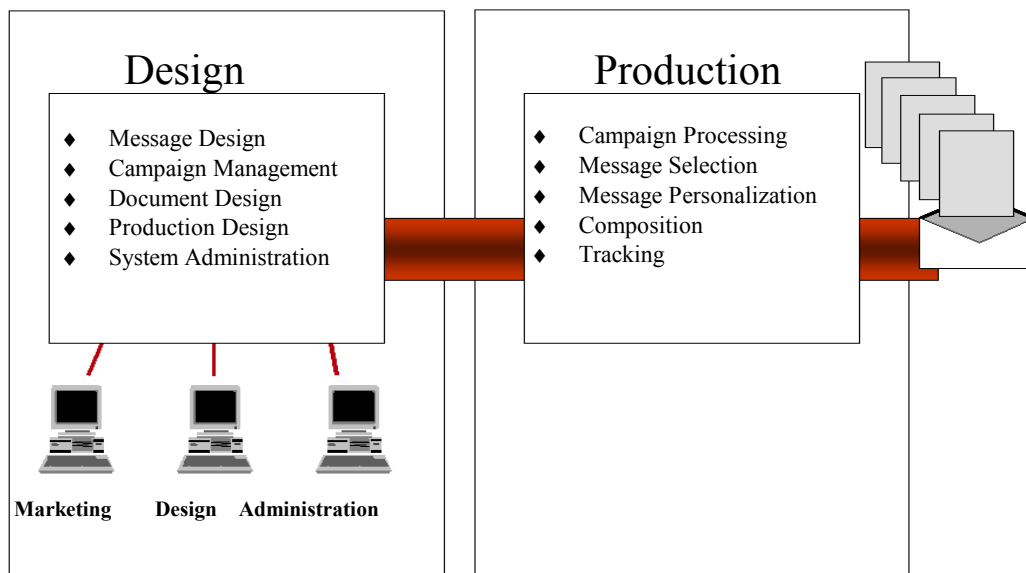 Design
♦ Message Design
♦ Campaign Management
♦ Document Design
♦ Production Design
♦ System Administration
Marketing
Design
Administration
Production
♦ Campaign Processing
♦ Message Selection
♦ Message Personalization
♦ Composition
♦ Tracking